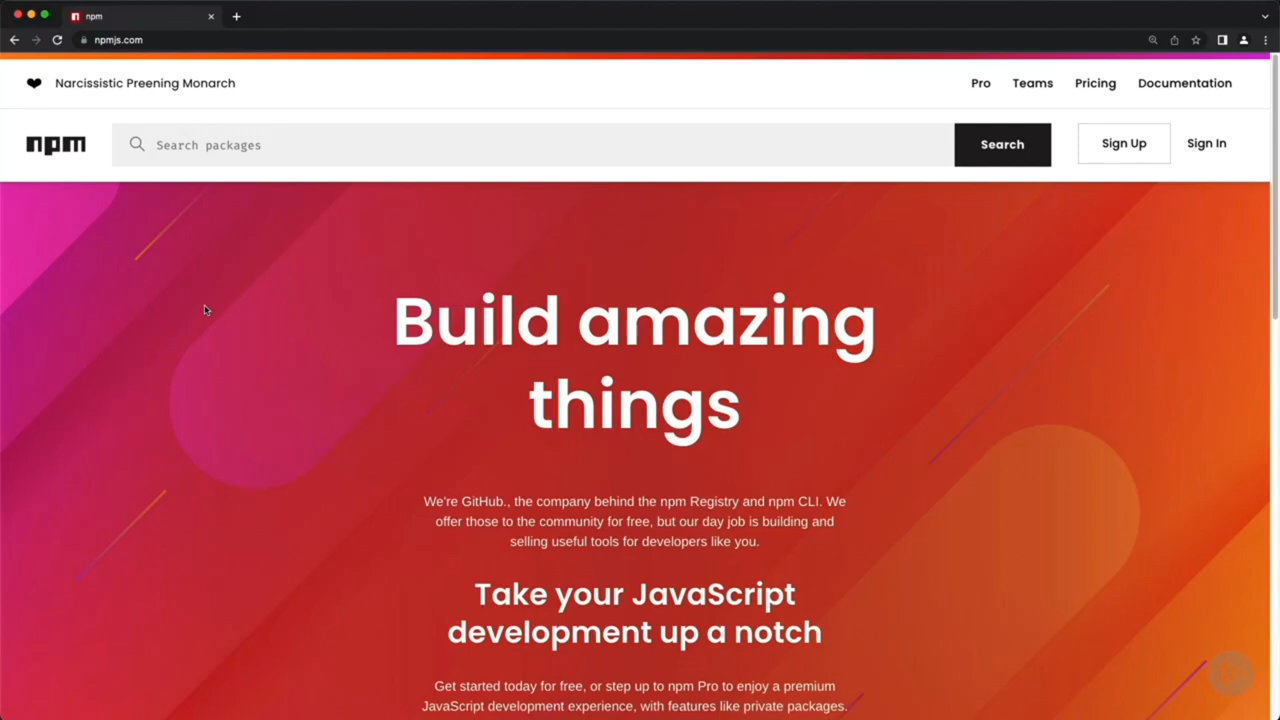 npm
npmjs.com
Narcissistic Preening Monarch
Pro Teams Pricing Documentation
npm Search packages Search Sign Up Sign In
Build amazing
things
We're GitHub., the company behind the npm Registry and npm CLI. We
offer those to the community for free, but our day job is building and
selling useful tools for developers like you.
Take your JavaScript
development up a notch
Get started today for free, or step up to npm Pro to enjoy a premium
JavaScript development experience, with features like private packages.